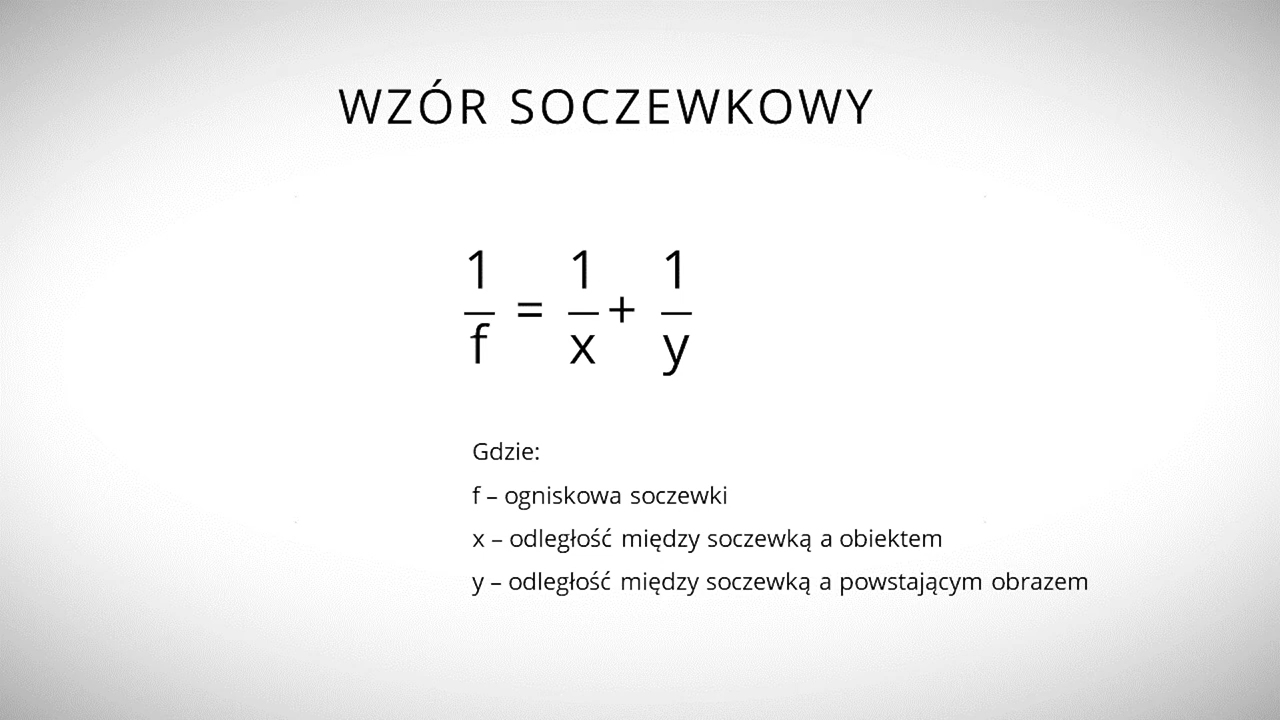 WZÓR SOCZEWKOWY
1/f = 1/x + 1/y
Gdzie:
f – ogniskowa soczewki
x – odległość między soczewką a obiektem
y – odległość między soczewką a powstającym obrazem